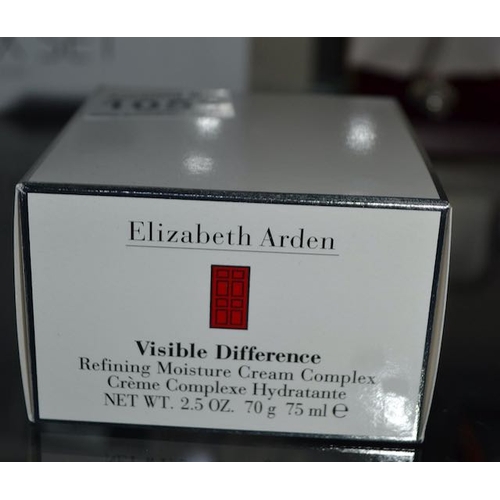 105
Elizabeth Arden
Visible Difference
Refining Moisture Cream Complex
Crème Complexe Hydratante
NET WT. 2.5 OZ. 70 g 75 ml ℮